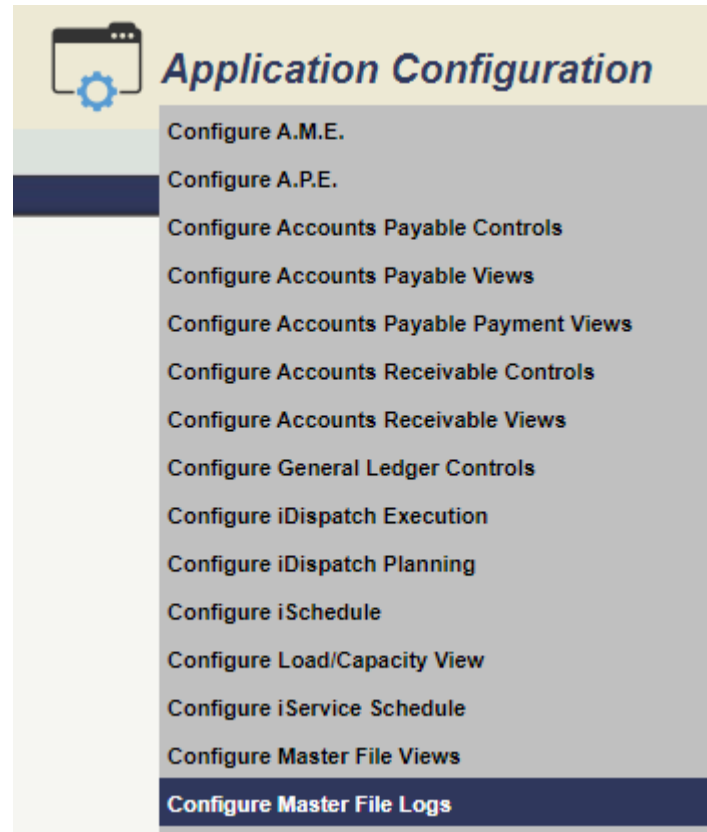 Application Configuration
Configure A.M.E.
Configure A.P.E.
Configure Accounts Payable Controls
Configure Accounts Payable Views
Configure Accounts Payable Payment Views
Configure Accounts Receivable Controls
Configure Accounts Receivable Views
Configure General Ledger Controls
Configure iDispatch Execution
Configure iDispatch Planning
Configure iSchedule
Configure Load/Capacity View
Configure iService Schedule
Configure Master File Views
Configure Master File Logs